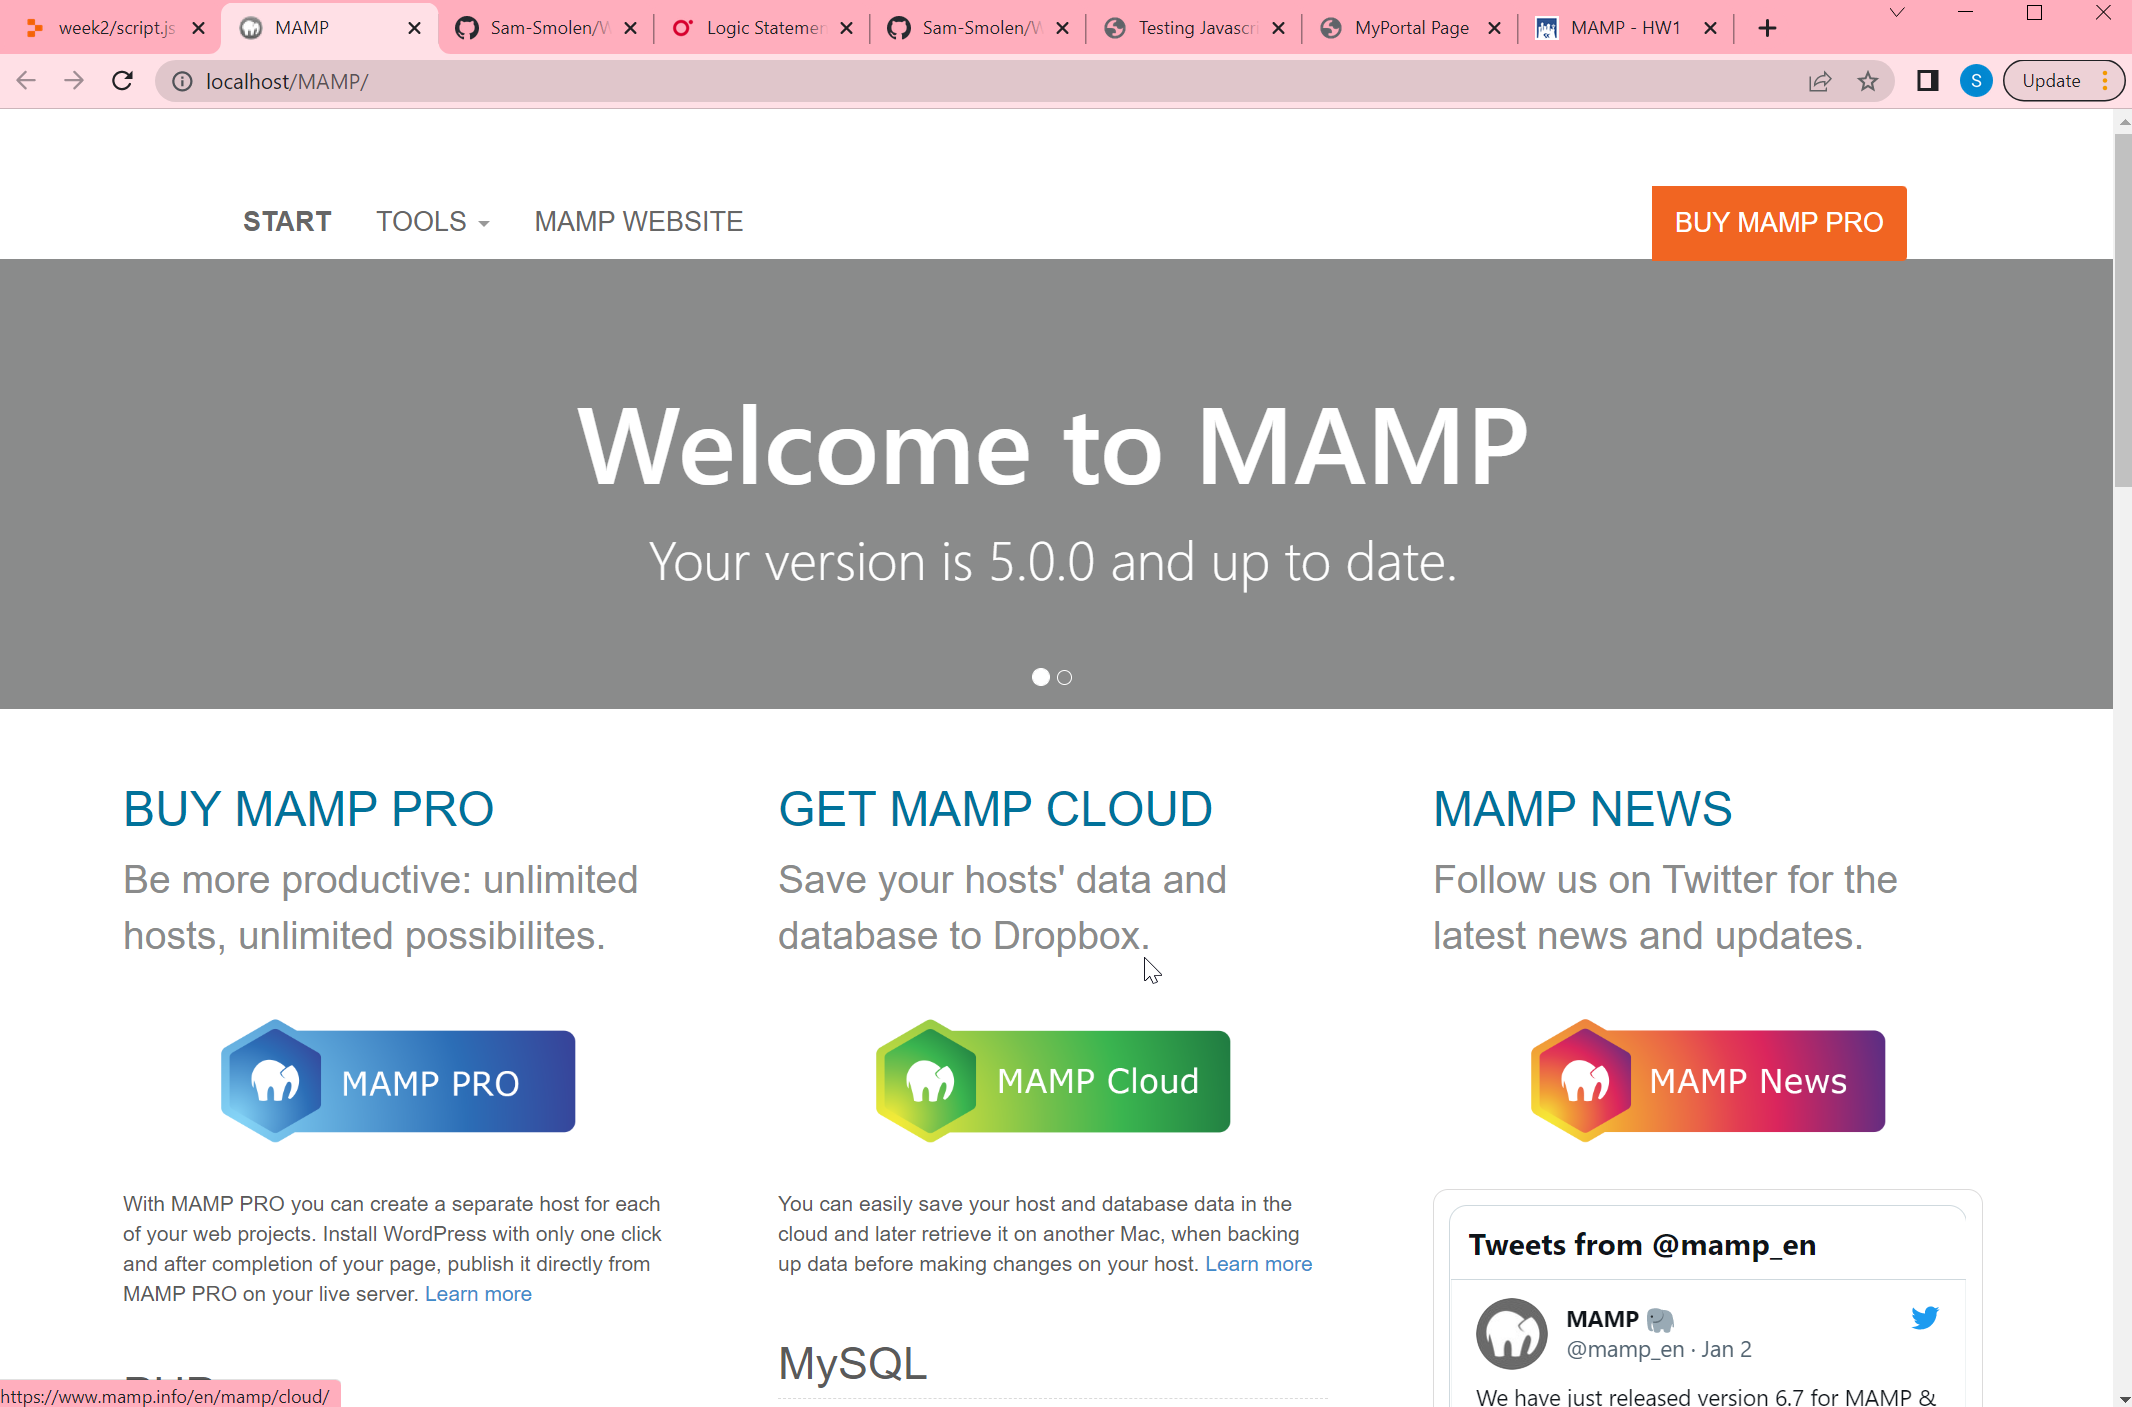 week2/script.js
MAMP
Sam-Smolen/W
Logic Statemen
Sam-Smolen/W
Testing Javascri
MyPortal Page
MAMP - HW1
localhost/MAMP/
S
Update
START
TOOLS
MAMP WEBSITE
BUY MAMP PRO
Welcome to MAMP
Your version is 5.0.0 and up to date.
BUY MAMP PRO
Be more productive: unlimited
hosts, unlimited possibilites.
MAMP PRO
With MAMP PRO you can create a separate host for each
of your web projects. Install WordPress with only one click
and after completion of your page, publish it directly from
MAMP PRO on your live server. Learn more
GET MAMP CLOUD
Save your hosts' data and
database to Dropbox.
MAMP Cloud
You can easily save your host and database data in the
cloud and later retrieve it on another Mac, when backing
up data before making changes on your host. Learn more
MySQL
MAMP NEWS
Follow us on Twitter for the
latest news and updates.
MAMP News
Tweets from @mamp_en
MAMP 🐘
@mamp_en · Jan 2
We have just released version 6.7 for MAMP &
https://www.mamp.info/en/mamp/cloud/